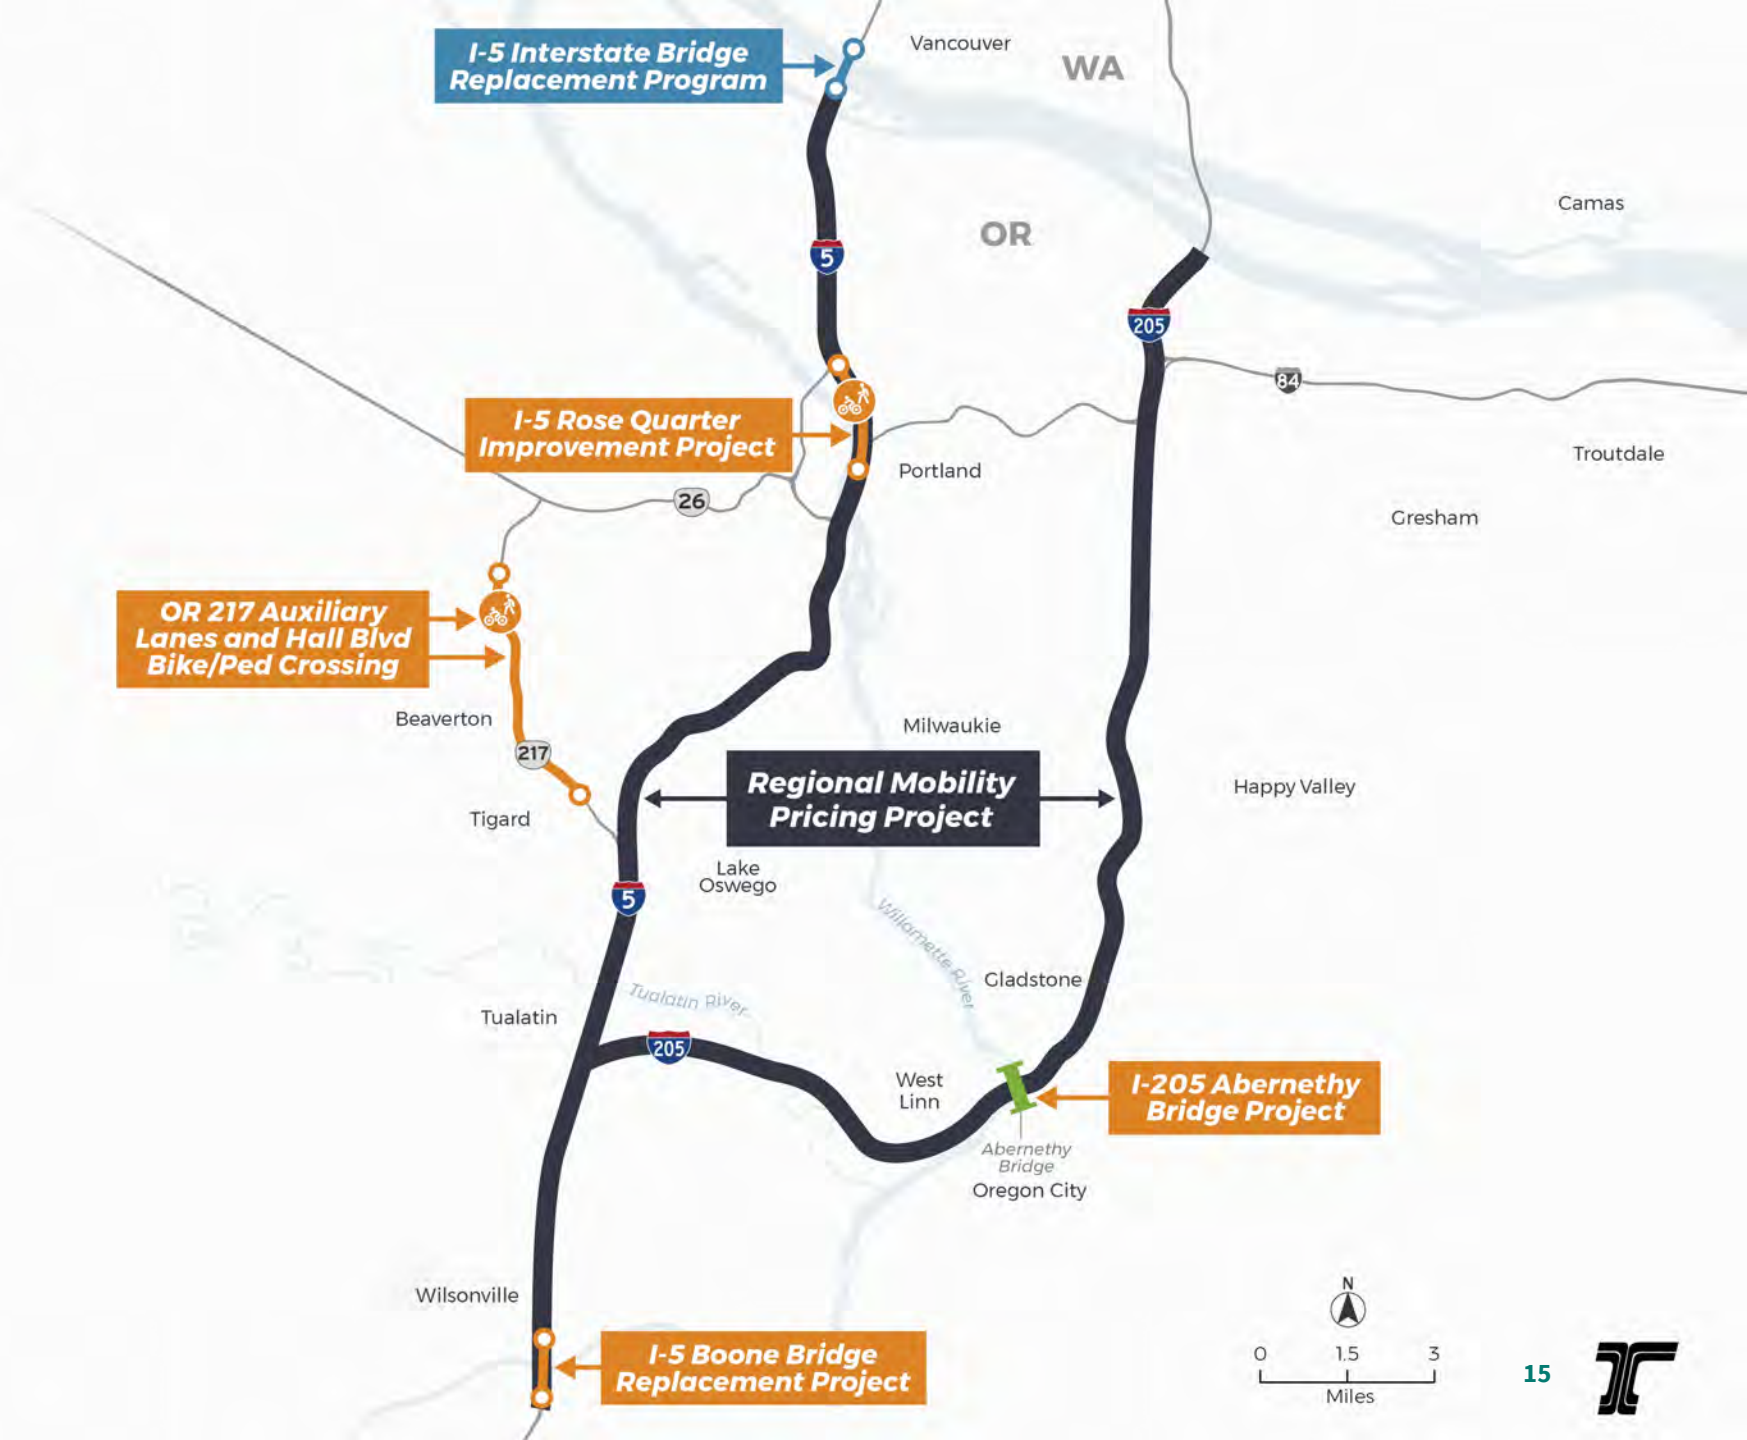 I-5 Interstate Bridge
Replacement Program
Vancouver
WA
Camas
OR
5
205
84
I-5 Rose Quarter
Improvement Project
Portland
Troutdale
26
Gresham
OR 217 Auxiliary
Lanes and Hall Blvd
Bike/Ped Crossing
Beaverton
217
Milwaukie
Regional Mobility
Pricing Project
Happy Valley
Tigard
Lake
Oswego
5
Willamette River
Gladstone
Tualatin River
Tualatin
205
West
Linn
I-205 Abernethy
Bridge Project
Abernethy
Bridge
Oregon City
Wilsonville
N
I-5 Boone Bridge
Replacement Project
0 1.5 3
Miles
15